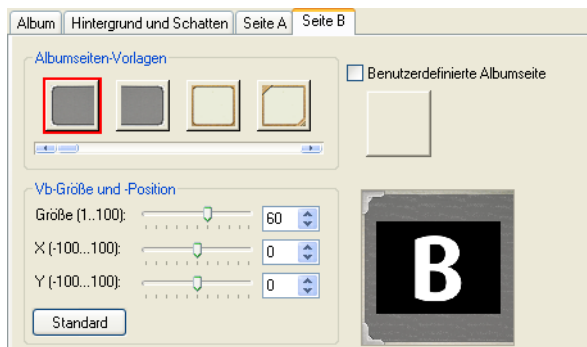 Album Hintergrund und Schatten Seite A Seite B
Albumseiten-Vorlagen
Benutzerdefinierte Albumseite
Vb-Größe und -Position
Größe (1..100): 60
X (-100...100): 0
Y (-100...100): 0
Standard
B